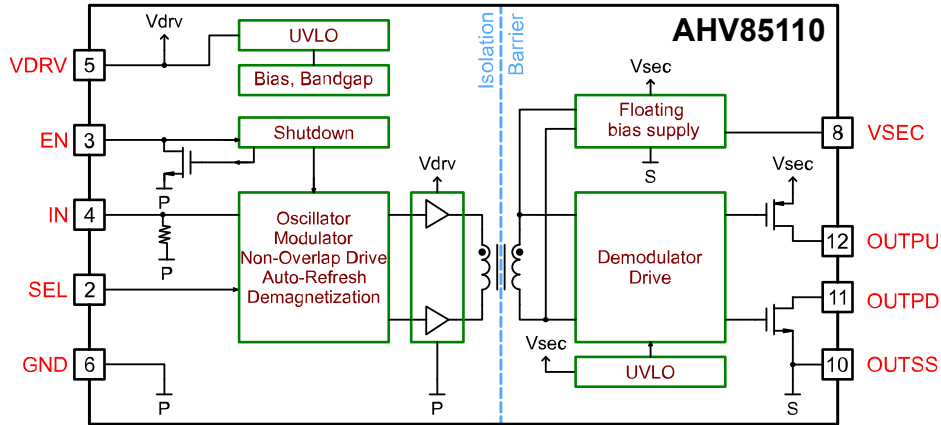 AHV85110
Isolation
Barrier
Vdrv
UVLO
VDRV
5
Bias, Bandgap
Vsec
Floating
bias supply
8
VSEC
EN
3
Shutdown
P
Vdrv
S
Vsec
IN
4
P
Oscillator
Modulator
Non-Overlap Drive
Auto-Refresh
Demagnetization
Demodulator
Drive
12
OUTPU
SEL
2
11
OUTPD
Vsec
GND
6
UVLO
10
OUTSS
P
P
S